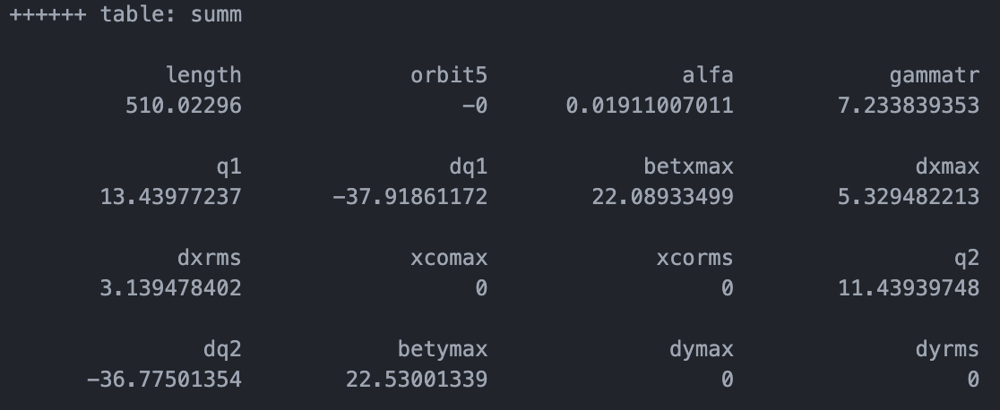 ++++++ table: summ
length orbit5 alfa gammatr
510.02296 -0 0.01911007011 7.233839353
q1 dq1 betxmax dxmax
13.43977237 -37.91861172 22.08933499 5.329482213
dxrms xcomax xcorms q2
3.139478402 0 0 11.43939748
dq2 betymax dymax dyrms
-36.77501354 22.53001339 0 0